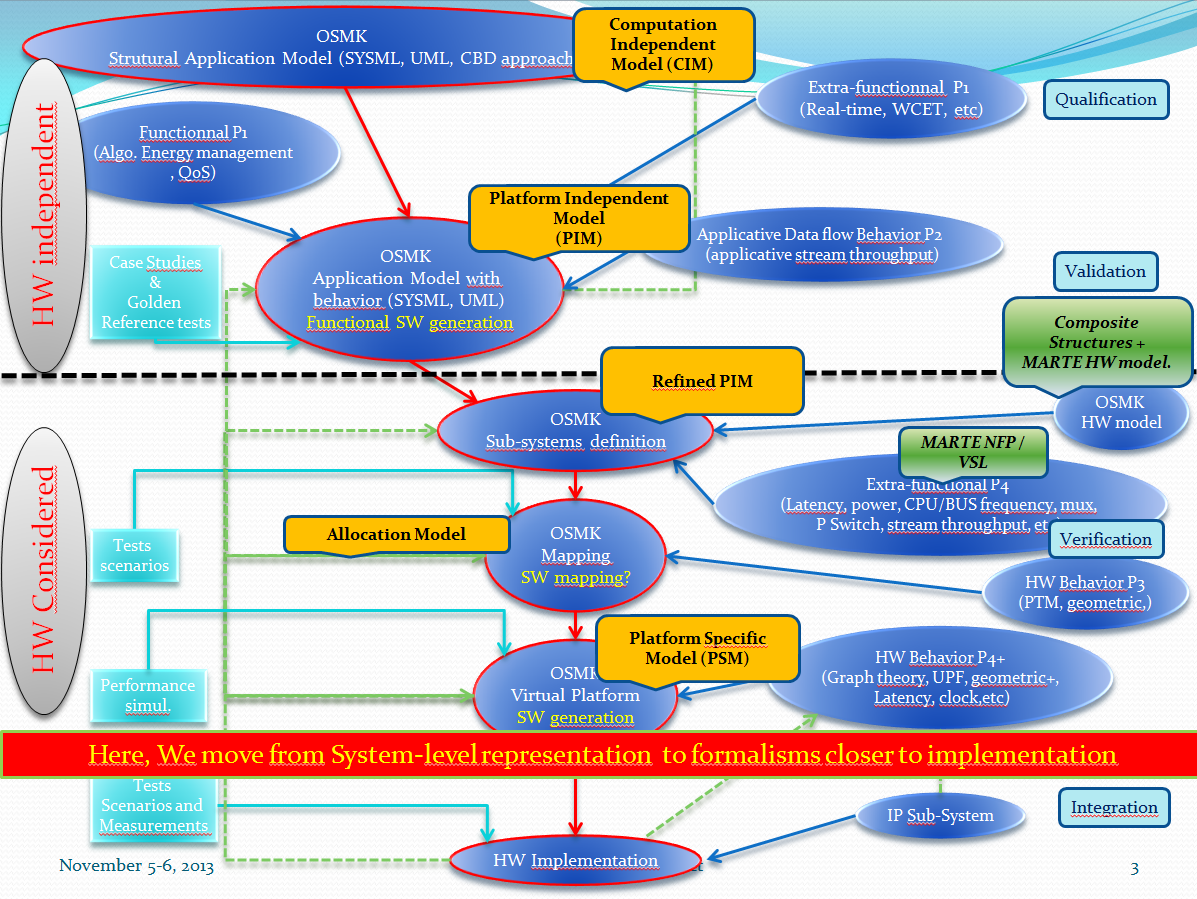 OSMK
Strutural Application Model (SYSML, UML, CBD approach
Computation
Independent
Model (CIM)
Extra-functionnal P1
(Real-time, WCET, etc)
Qualification
HW independent
Functionnal P1
(Algo. Energy management
, QoS)
Platform Independent
Model
(PIM)
Applicative Data flow Behavior P2
(applicative stream throughput)
Validation
Case Studies
&
Golden
Reference tests
OSMK
Application Model with
behavior (SYSML, UML)
Functional SW generation
Composite
Structures +
MARTE HW model.
Refined PIM
OSMK
HW model
OSMK
Sub-systems definition
MARTE NFP /
VSL
Extra-functional P4
(Latency, power, CPU/BUS frequency, mux,
P Switch, stream throughput, et
Verification
HW Considered
Allocation Model
OSMK
Mapping
SW mapping?
Tests
scenarios
HW Behavior P3
(PTM, geometric,)
Platform Specific
Model (PSM)
OSMK
Virtual Platform
SW generation
HW Behavior P4+
(Graph theory, UPF, geometric+,
Latency, clock,etc)
Performance
simul.
Here, We move from System-level representation to formalisms closer to implementation
Tests
Scenarios and
Measurements
IP Sub-System
Integration
HW Implementation
November 5-6, 2013
3